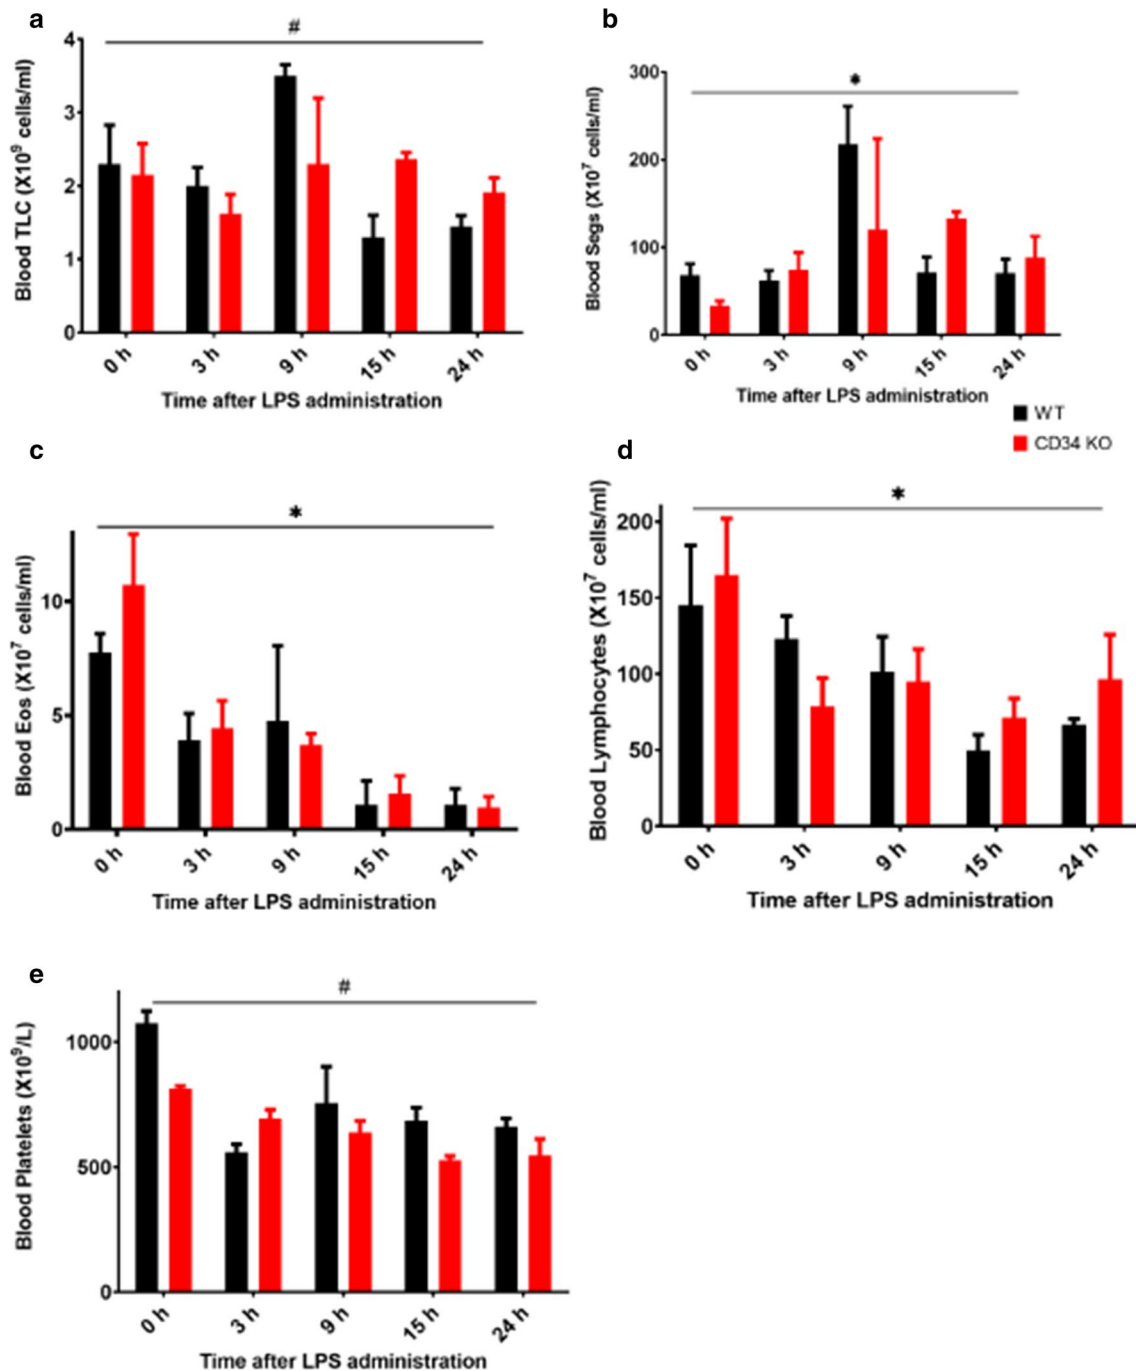 a
#
Blood TLC (X10⁹ cells/ml)
4
3
2
1
0
0 h
3 h
9 h
15 h
24 h
Time after LPS administration
b
*
Blood Segs (X10⁷ cells/ml)
300
200
100
0
0 h
3 h
9 h
15 h
24 h
Time after LPS administration
WT
CD34 KO
c
*
Blood Eos (X10⁷ cells/ml)
10
5
0
0 h
3 h
9 h
15 h
24 h
Time after LPS administration
d
*
Blood Lymphocytes (X10⁷ cells/ml)
200
150
100
50
0
0 h
3 h
9 h
15 h
24 h
Time after LPS administration
e
#
Blood Platelets (X10⁹/L)
1000
500
0
0 h
3 h
9 h
15 h
24 h
Time after LPS administration